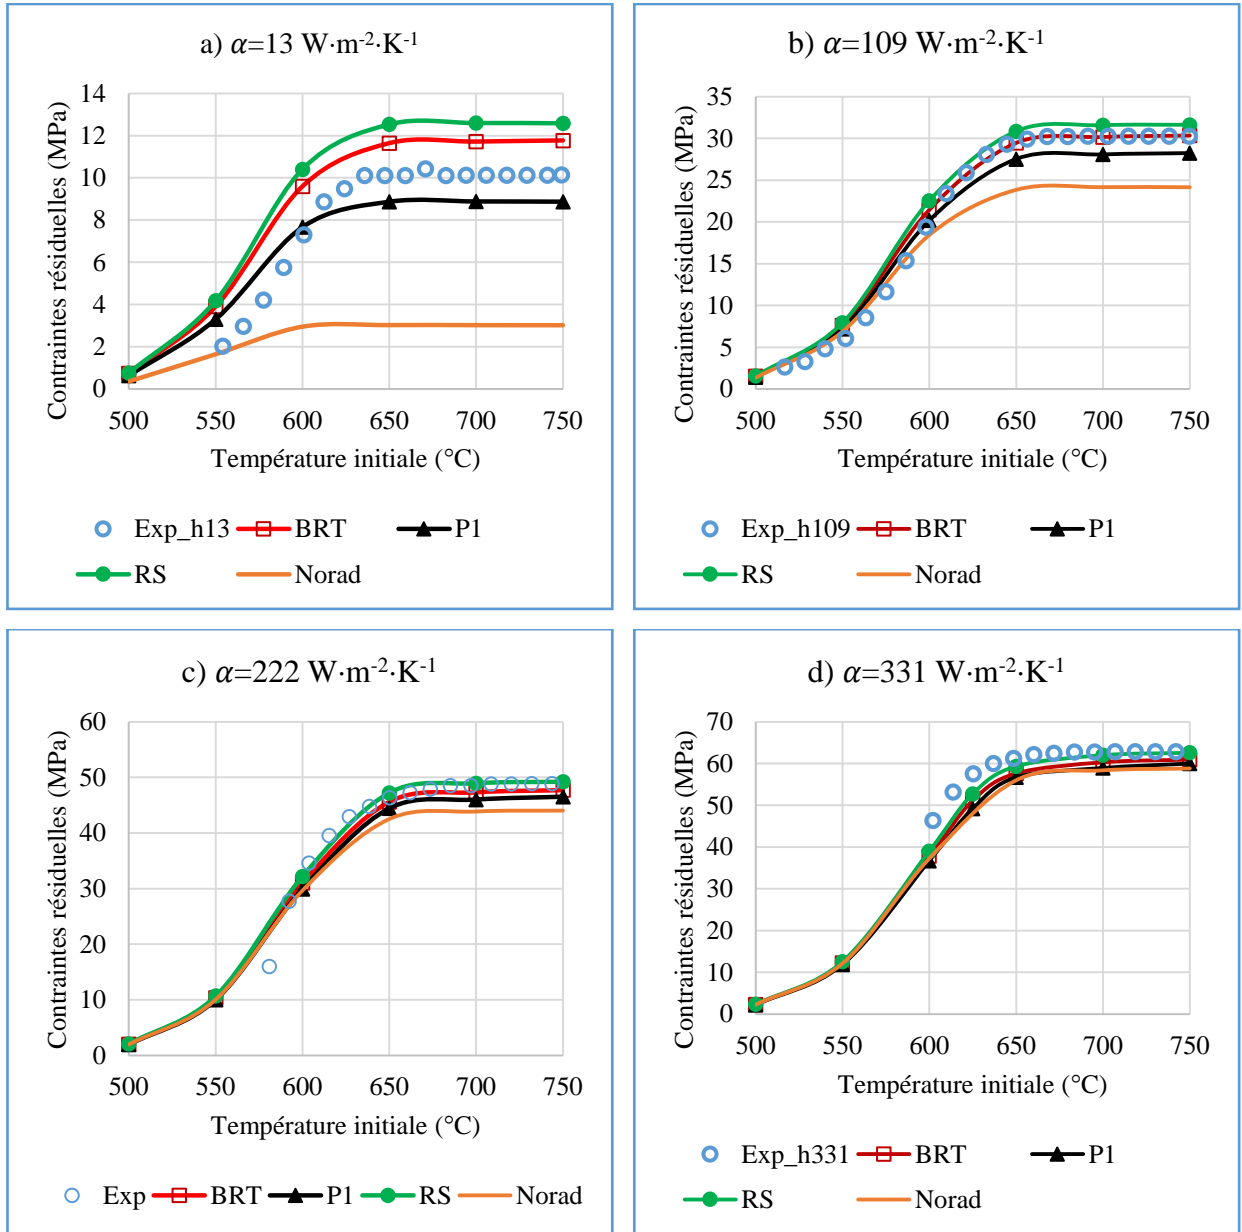 a) α=13 W·m-2·K-1
Contraintes résiduelles (MPa)
14
12
10
8
6
4
2
0
500 550 600 650 700 750
Température initiale (°C)
Exp_h13 BRT P1
RS Norad
b) α=109 W·m-2·K-1
Contraintes résiduelles (MPa)
35
30
25
20
15
10
5
0
500 550 600 650 700 750
Température initiale (°C)
Exp_h109 BRT P1
RS Norad
c) α=222 W·m-2·K-1
Contraintes résiduelles (MPa)
60
50
40
30
20
10
0
500 550 600 650 700 750
Température initiale (°C)
Exp BRT P1 RS Norad
d) α=331 W·m-2·K-1
Contraintes résiduelles (MPa)
70
60
50
40
30
20
10
0
500 550 600 650 700 750
Température initiale (°C)
Exp_h331 BRT P1
RS Norad